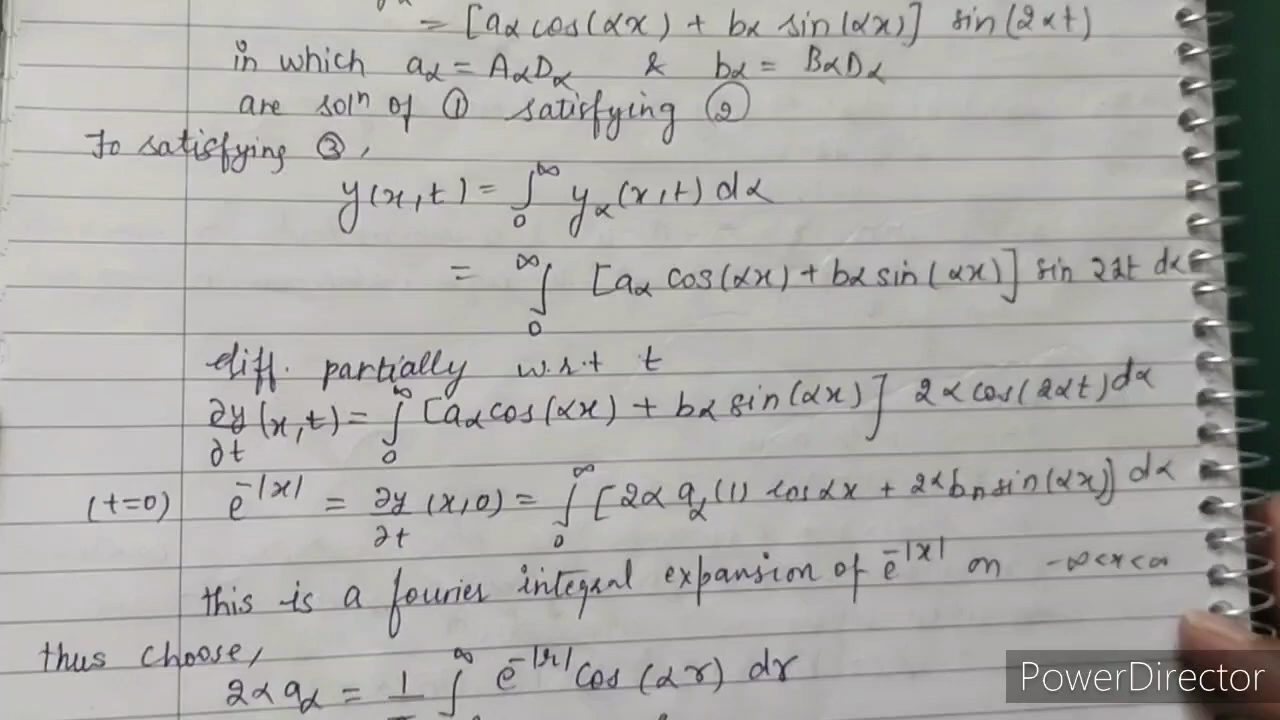 = [aα cos(αx) + bα sin(αx)] sin(2αt)
in which aα = AαDα & bα = BαDα
are solⁿ of ① satisfying ②
To satisfying ③,
y(x,t) = ∫₀^∞ yα(x,t) dα
= ∫₀^∞ [aα cos(αx) + bα sin(αx)] sin 2αt dα
diff. partially w.r.t t
∂y/∂t (x,t) = ∫₀^∞ [aα cos(αx) + bα sin(αx)] 2α cos(2αt) dα
(t=0) e^-|x| = ∂y/∂t (x,0) = ∫₀^∞ [2α aα(1) cos αx + 2α bn sin(αx)] dα
this is a fourier integral expansion of e^-|x| on -∞<x<∞
thus choose,
2α aα = 1 ∫^∞ e^-|r| cos(αr) dr
PowerDirector